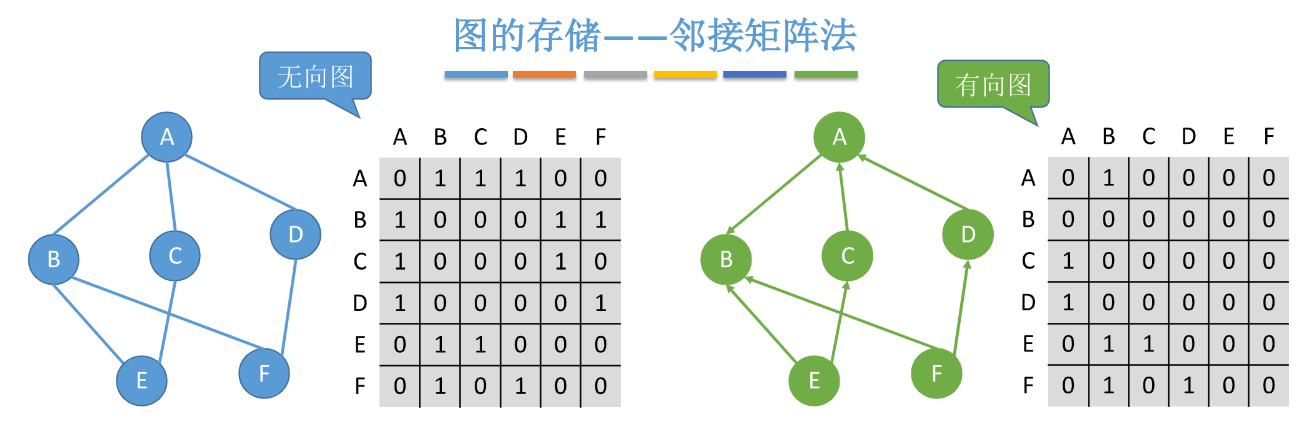 图的存储——邻接矩阵法
无向图
A
B
C
D
E
F
A B C D E F
A 0 1 1 1 0 0
B 1 0 0 0 1 1
C 1 0 0 0 1 0
D 1 0 0 0 0 1
E 0 1 1 0 0 0
F 0 1 0 1 0 0
有向图
A
B
C
D
E
F
A B C D E F
A 0 1 0 0 0 0
B 0 0 0 0 0 0
C 1 0 0 0 0 0
D 1 0 0 0 0 0
E 0 1 1 0 0 0
F 0 1 0 1 0 0